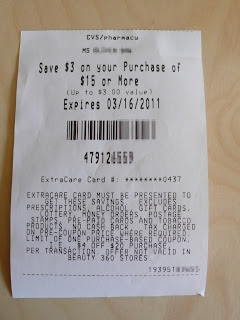 CVS/pharmacy
MS
Save $3 on your Purchase of
$15 or More
(Up to $3.00 value)
Expires 03/16/2011
479124559
ExtraCare Card #: ********0437
EXTRACARE CARD MUST BE PRESENTED TO
GET THESE SAVINGS. EXCLUDES
PRESCRIPTIONS, ALCOHOL, GIFT CARDS,
LOTTERY, MONEY ORDERS, POSTAGE
STAMPS, PRE-PAID CARDS AND TOBACCO
PRODUCTS. NO CASH BACK. TAX CHARGED
ON PRE-COUPON PRICE WHERE REQUIRED.
LIMIT OF ONE PURCHASE-BASED COUPON,
E.G. $4 OFF $20 PURCHASE,
PER TRANSACTION. OFFER NOT VALID IN
BEAUTY 360 STORES.
193951